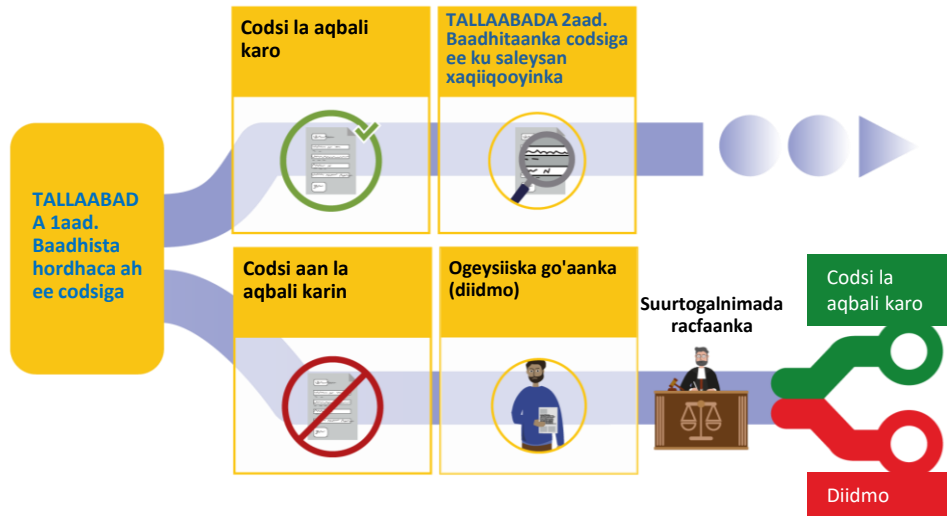 TALLAABAD
A 1aad.
Baadhista
hordhaca ah
ee codsiga
Codsi la aqbali
karo
TALLAABADA 2aad.
Baadhitaanka codsiga
ee ku saleysan
xaqiiqooyinka
Codsi aan la
aqbali karin
Ogeysiiska go'aanka
(diidmo)
Suurtogalnimada
racfaanka
Codsi la
aqbali karo
Diidmo